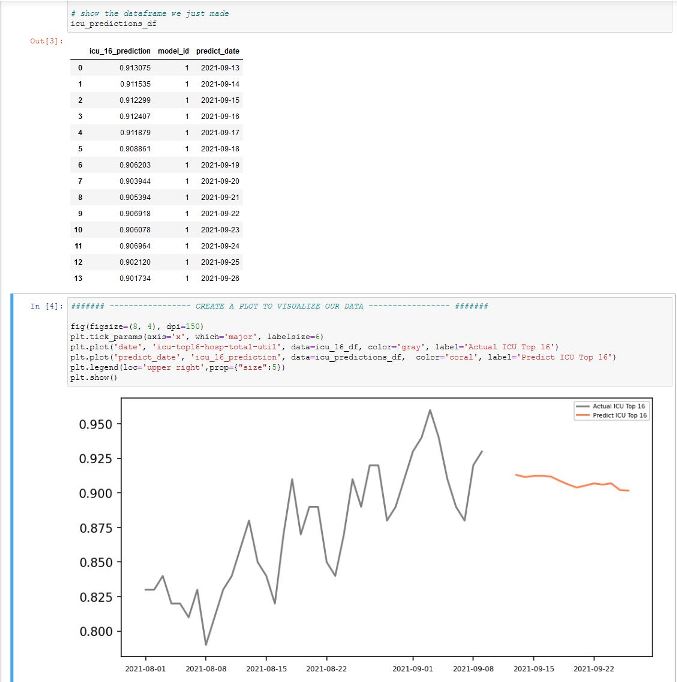 # show the dataframe we just made
icu_predictions_df
Out[3]:
icu_16_prediction model_id predict_date
0 0.913075 1 2021-09-13
1 0.911535 1 2021-09-14
2 0.912299 1 2021-09-15
3 0.912407 1 2021-09-16
4 0.911879 1 2021-09-17
5 0.908861 1 2021-09-18
6 0.906203 1 2021-09-19
7 0.903944 1 2021-09-20
8 0.905394 1 2021-09-21
9 0.906918 1 2021-09-22
10 0.906078 1 2021-09-23
11 0.906964 1 2021-09-24
12 0.902120 1 2021-09-25
13 0.901734 1 2021-09-26
In [4]: ####### ----------------- CREATE A PLOT TO VISUALIZE OUR DATA ----------------- #######
fig(figsize=(8, 4), dpi=150)
plt.tick_params(axis='x', which='major', labelsize=6)
plt.plot('date', 'icu-top16-hosp-total-util', data=icu_16_df, color='gray', label='Actual ICU Top 16')
plt.plot('predict_date', 'icu_16_prediction', data=icu_predictions_df, color='coral', label='Predict ICU Top 16')
plt.legend(loc='upper right',prop={"size":5})
plt.show()
Actual ICU Top 16
Predict ICU Top 16
0.950
0.925
0.900
0.875
0.850
0.825
0.800
2021-08-01 2021-08-08 2021-08-15 2021-08-22 2021-09-01 2021-09-08 2021-09-15 2021-09-22